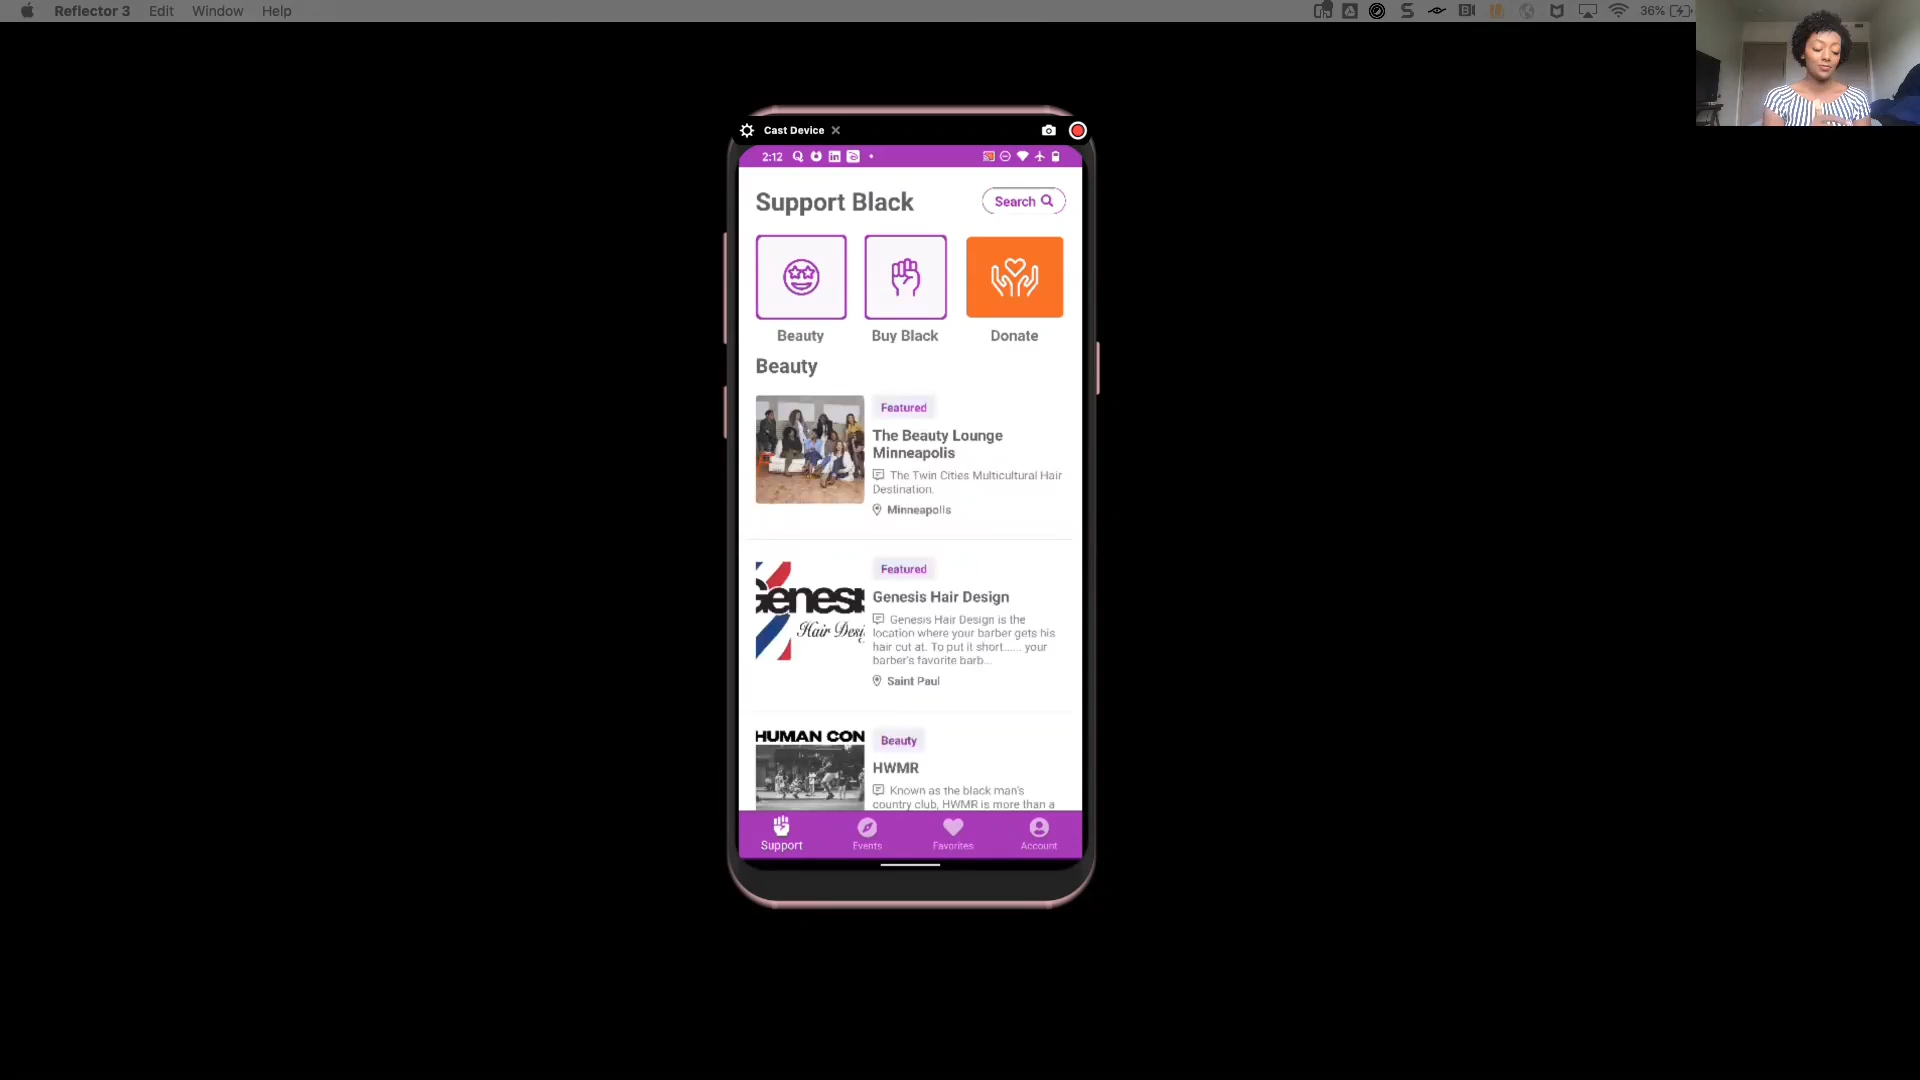 Reflector 3 Edit Window Help
36%
Cast Device
2:12
Support Black
Search
Beauty
Buy Black
Donate
Beauty
Featured
The Beauty Lounge
Minneapolis
The Twin Cities Multicultural Hair
Destination.
Minneapolis
Genesis
Hair Desi
Featured
Genesis Hair Design
Genesis Hair Design is the
location where your barber gets his
hair cut at. To put it short...... your
barber's favorite barb...
Saint Paul
HUMAN CON
Beauty
HWMR
Known as the black man's
country club, HWMR is more than a
Support
Events
Favorites
Account